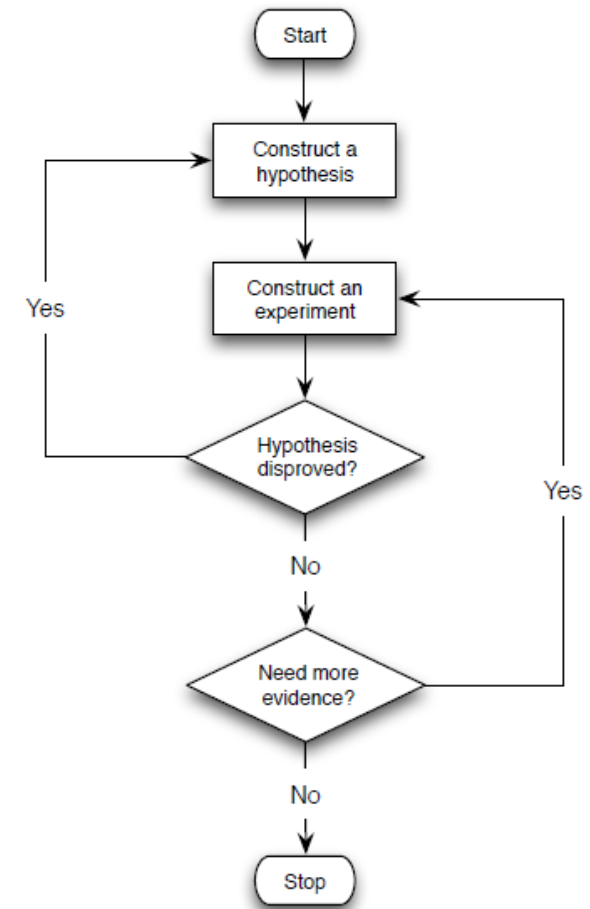 Start
Construct a
hypothesis
Construct an
experiment
Yes
Hypothesis
disproved?
Yes
No
Need more
evidence?
No
Stop